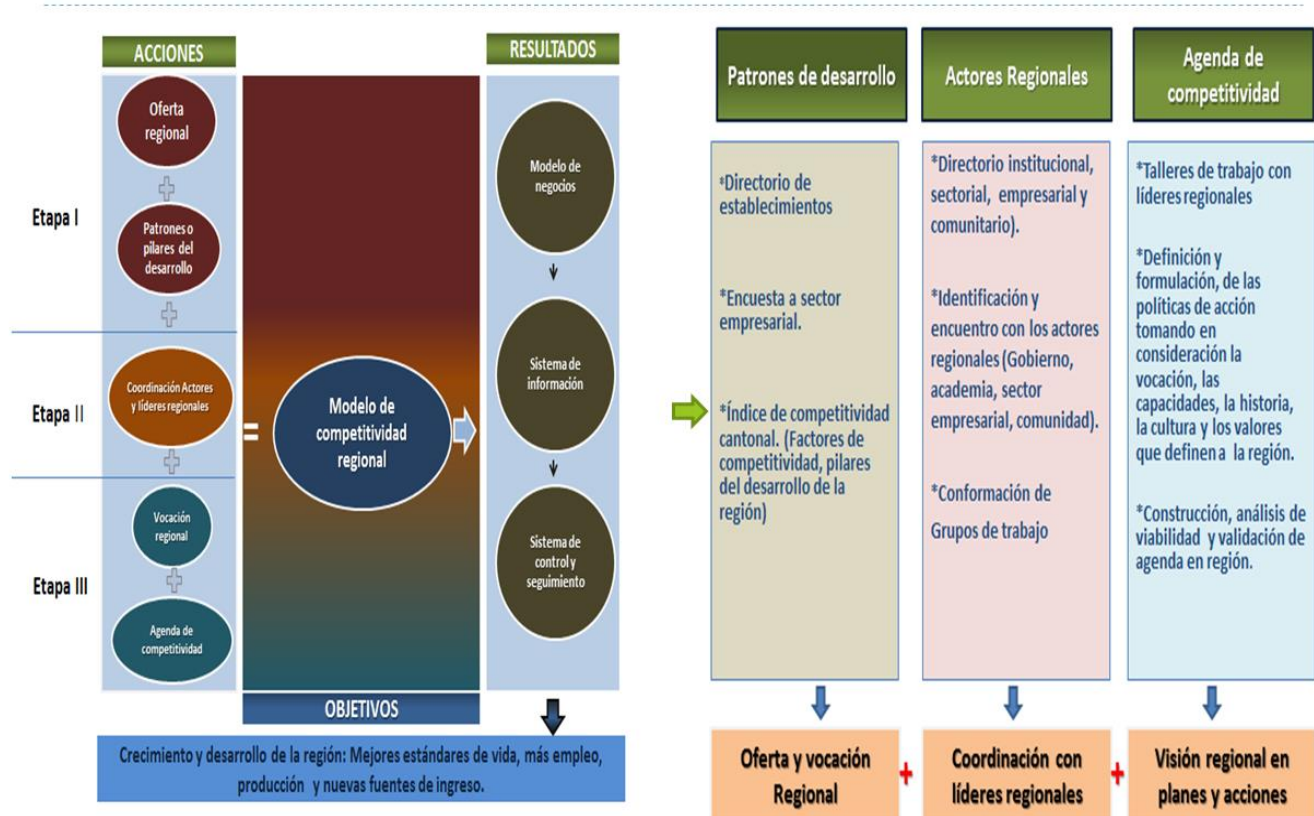 ACCIONES
Oferta
regional
Etapa I
Patrones o
pilares del
desarrollo
Etapa II
Coordinación Actores
y líderes regionales
Vocación
regional
Etapa III
Agenda de
competitividad
=
Modelo de
competitividad
regional
OBJETIVOS
RESULTADOS
Modelo de
negocios
Sistema de
información
Sistema de
control y
seguimiento
Crecimiento y desarrollo de la región: Mejores estándares de vida, más empleo,
producción y nuevas fuentes de ingreso.
Patrones de desarrollo
*Directorio de
establecimientos
*Encuesta a sector
empresarial.
*Índice de competitividad
cantonal. (Factores de
competitividad, pilares
del desarrollo de la
región)
Oferta y vocación
Regional
+
Actores Regionales
*Directorio institucional,
sectorial, empresarial y
comunitario).
*Identificación y
encuentro con los actores
regionales (Gobierno,
academia, sector
empresarial, comunidad).
*Conformación de
Grupos de trabajo
Coordinación con
líderes regionales
+
Agenda de
competitividad
*Talleres de trabajo con
líderes regionales
*Definición y
formulación, de las
políticas de acción
tomando en
consideración la
vocación, las
capacidades, la historia,
la cultura y los valores
que definen a la región.
*Construcción, análisis de
viabilidad y validación de
agenda en región.
Visión regional en
planes y acciones